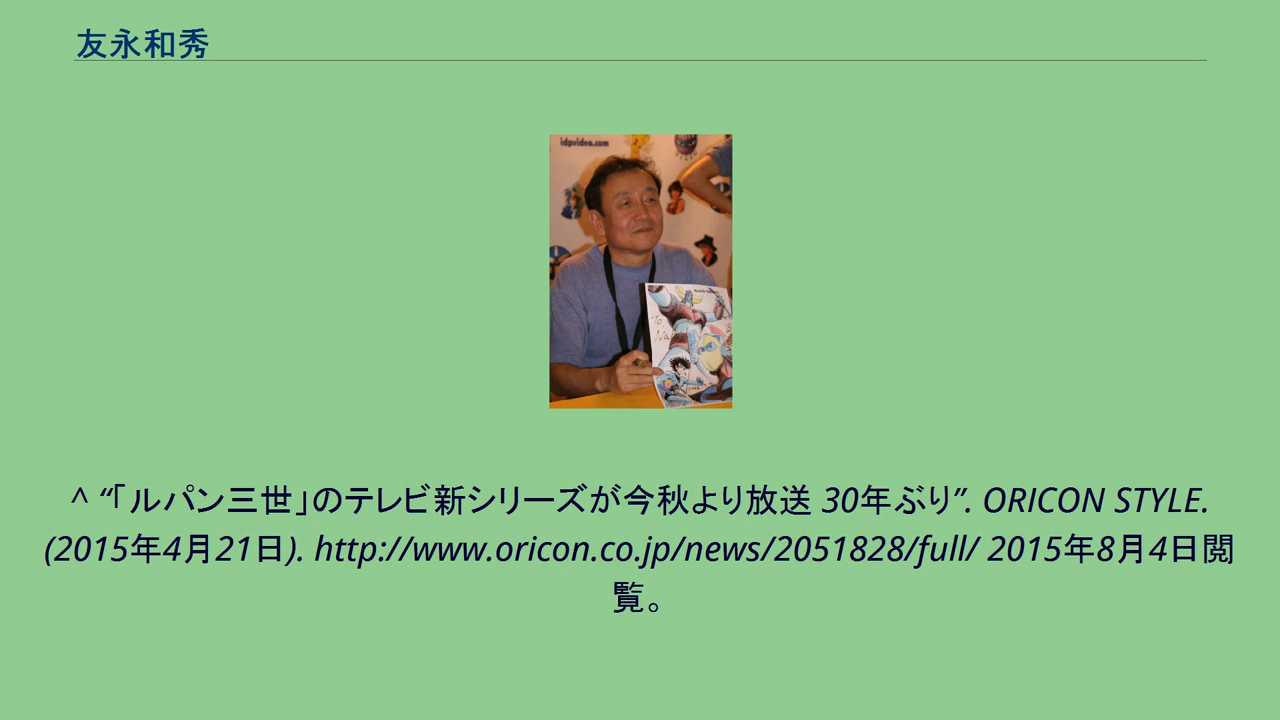 友永和秀
idpvideo.com
To.
^ “「ルパン三世」のテレビ新シリーズが今秋より放送 30年ぶり”. ORICON STYLE.
(2015年4月21日). http://www.oricon.co.jp/news/2051828/full/ 2015年8月4日閲
覧。